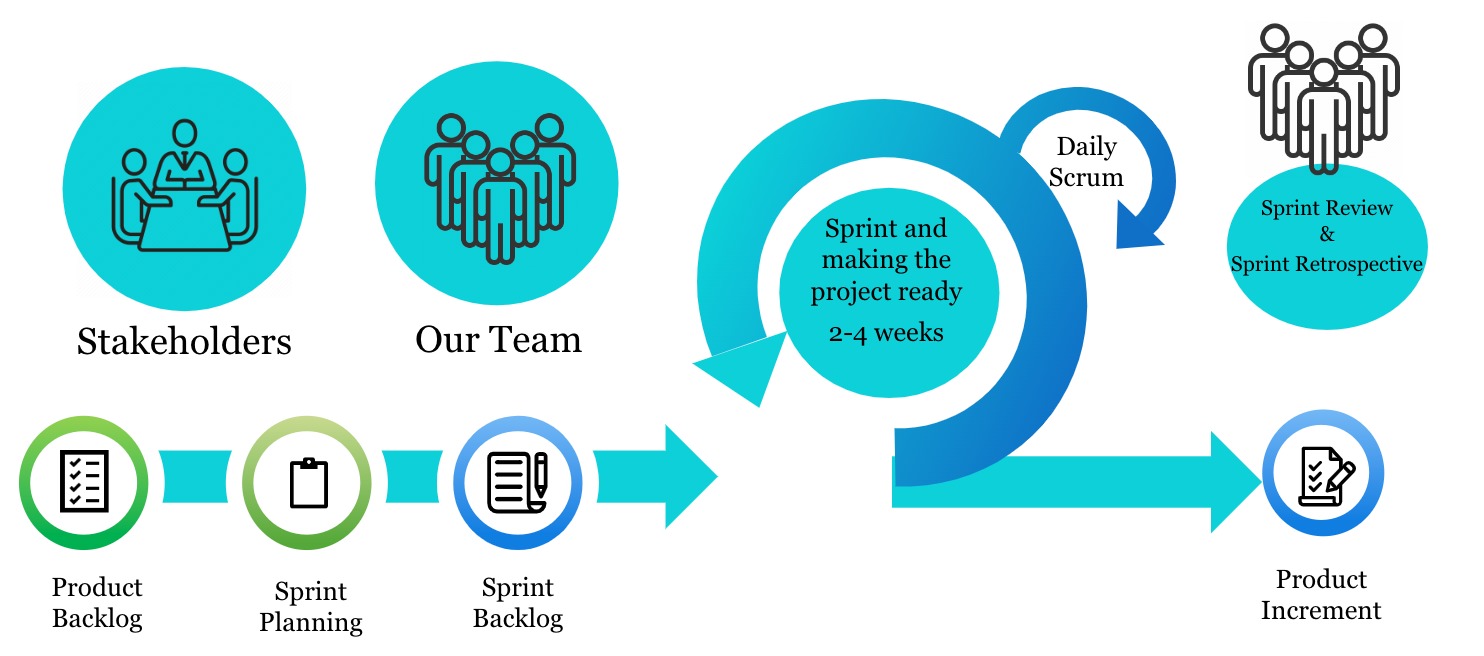 Stakeholders
Our Team
Sprint and
making the
project ready
2-4 weeks
Daily
Scrum
Sprint Review
&
Sprint Retrospective
Product
Backlog
Sprint
Planning
Sprint
Backlog
Product
Increment